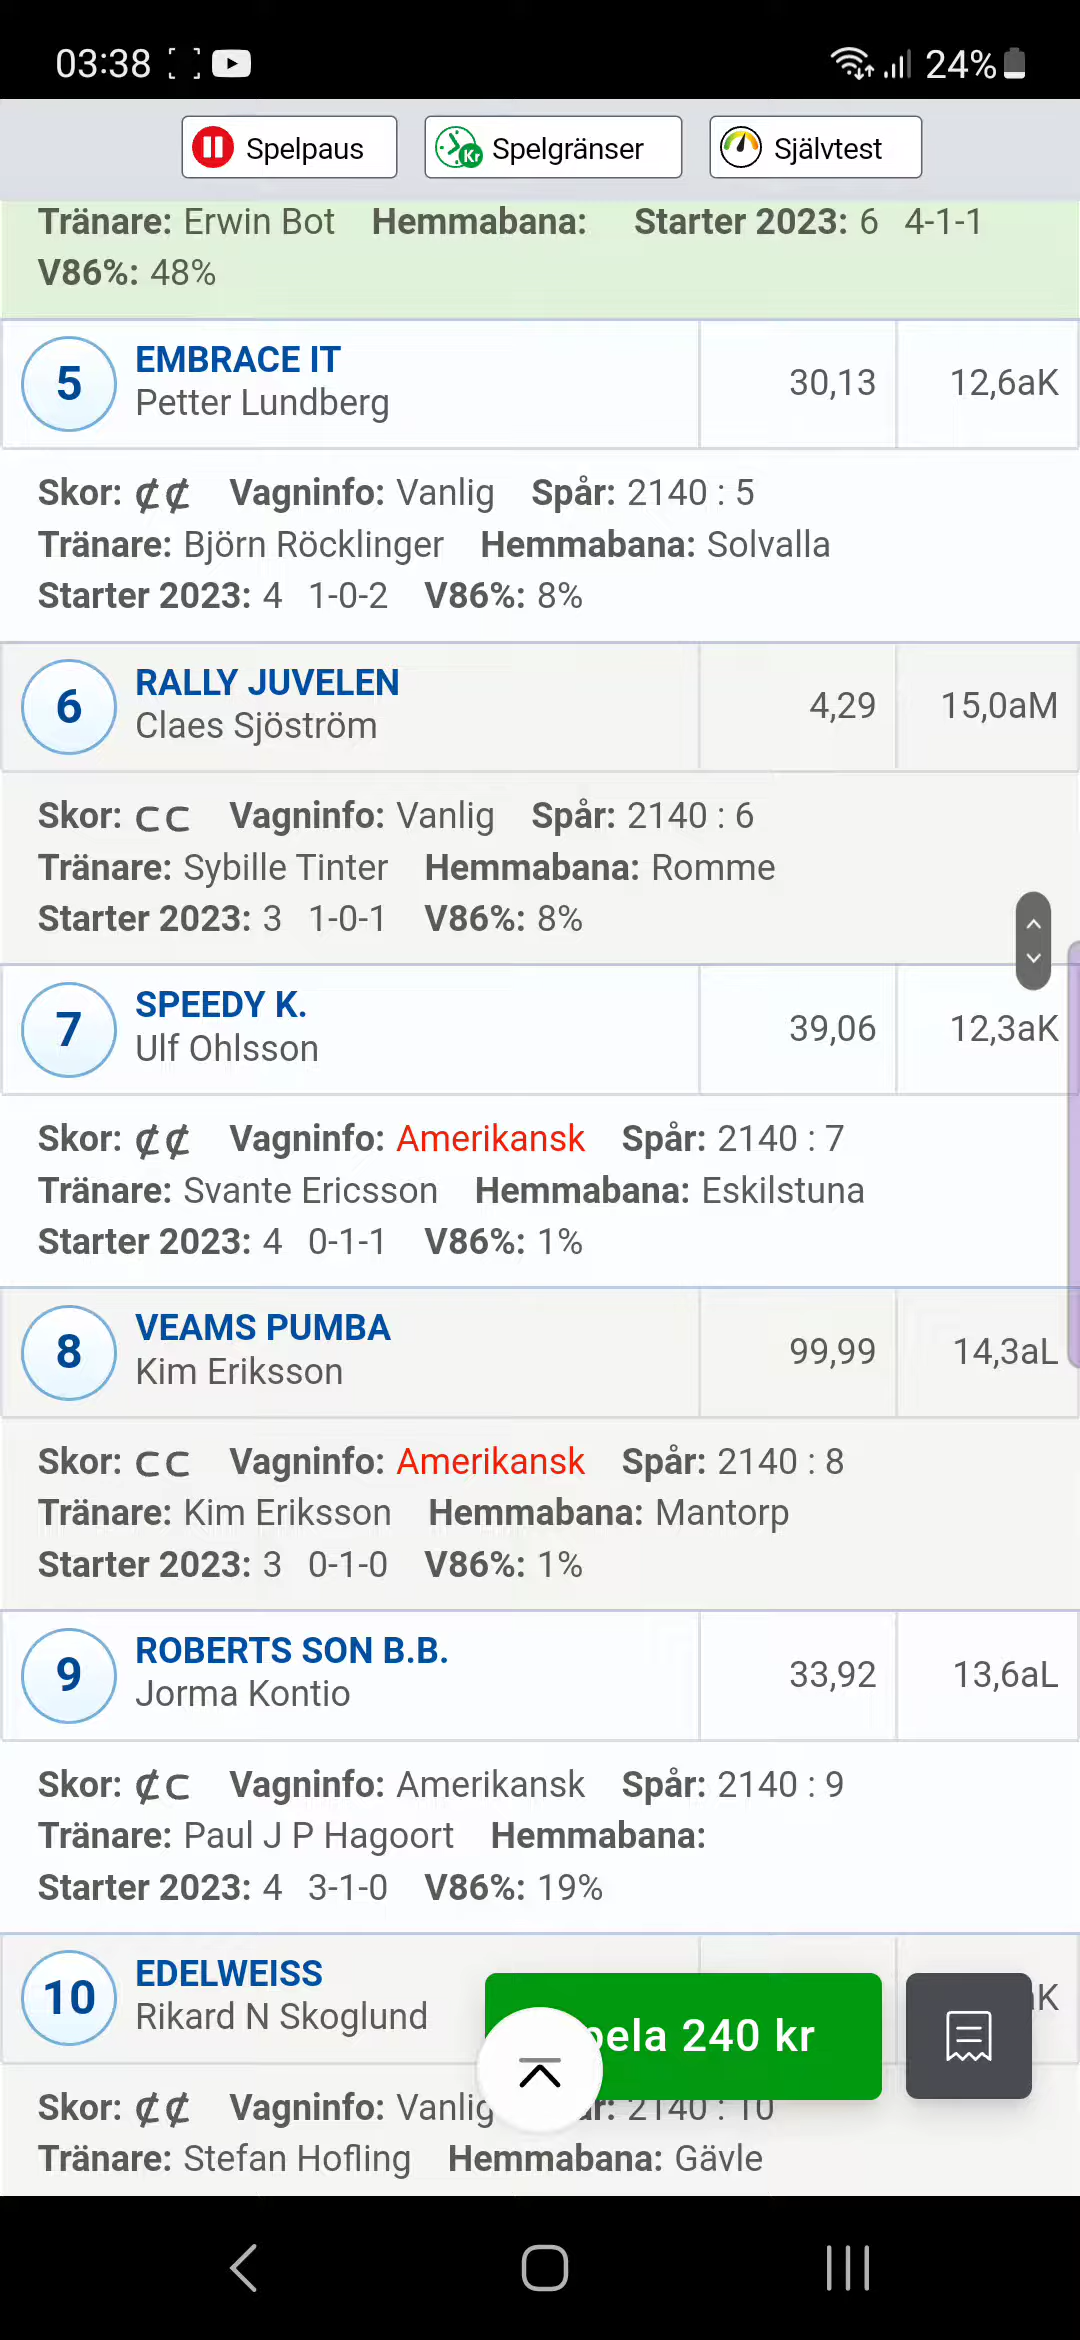 03:38 24%
Spelpaus Spelgränser Självtest
Tränare: Erwin Bot Hemmabana: Starter 2023: 6 4-1-1
V86%: 48%
5 EMBRACE IT 30,13 12,6aK
Petter Lundberg
Skor: Vagninfo: Vanlig Spår: 2140 : 5
Tränare: Björn Röcklinger Hemmabana: Solvalla
Starter 2023: 4 1-0-2 V86%: 8%
6 RALLY JUVELEN 4,29 15,0aM
Claes Sjöström
Skor: Vagninfo: Vanlig Spår: 2140 : 6
Tränare: Sybille Tinter Hemmabana: Romme
Starter 2023: 3 1-0-1 V86%: 8%
7 SPEEDY K. 39,06 12,3aK
Ulf Ohlsson
Skor: Vagninfo: Amerikansk Spår: 2140 : 7
Tränare: Svante Ericsson Hemmabana: Eskilstuna
Starter 2023: 4 0-1-1 V86%: 1%
8 VEAMS PUMBA 99,99 14,3aL
Kim Eriksson
Skor: Vagninfo: Amerikansk Spår: 2140 : 8
Tränare: Kim Eriksson Hemmabana: Mantorp
Starter 2023: 3 0-1-0 V86%: 1%
9 ROBERTS SON B.B. 33,92 13,6aL
Jorma Kontio
Skor: Vagninfo: Amerikansk Spår: 2140 : 9
Tränare: Paul J P Hagoort Hemmabana:
Starter 2023: 4 3-1-0 V86%: 19%
10 EDELWEISS
Rikard N Skoglund
pela 240 kr
Skor: Vagninfo: Vanlig 2140 : 10
Tränare: Stefan Hofling Hemmabana: Gävle